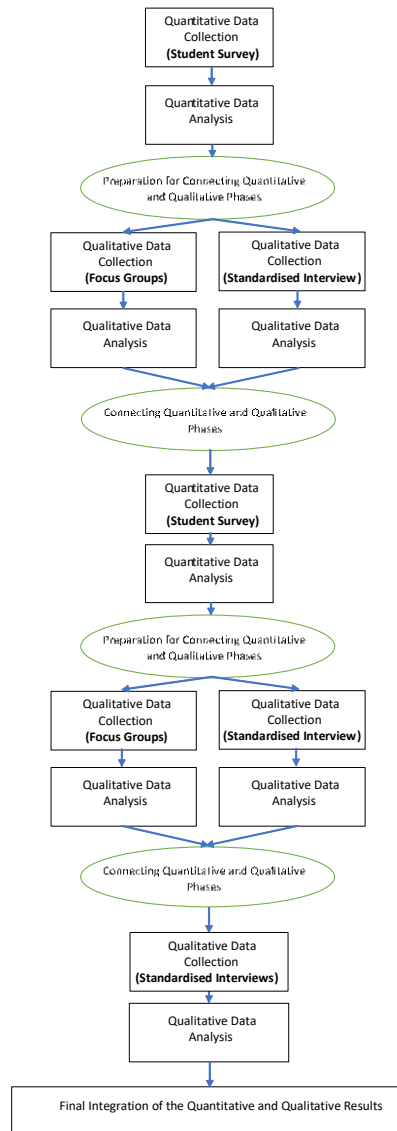 Quantitative Data
Collection
(Student Survey)
Quantitative Data
Analysis
Preparation for Connecting Quantitative
and Qualitative Phases
Qualitative Data
Collection
(Focus Groups)
Qualitative Data
Collection
(Standardised Interview)
Qualitative Data
Analysis
Qualitative Data
Analysis
Connecting Quantitative and Qualitative
Phases
Quantitative Data
Collection
(Student Survey)
Quantitative Data
Analysis
Preparation for Connecting Quantitative
and Qualitative Phases
Qualitative Data
Collection
(Focus Groups)
Qualitative Data
Collection
(Standardised Interview)
Qualitative Data
Analysis
Qualitative Data
Analysis
Connecting Quantitative and Qualitative
Phases
Qualitative Data
Collection
(Standardised Interviews)
Qualitative Data
Analysis
Final Integration of the Quantitative and Qualitative Results